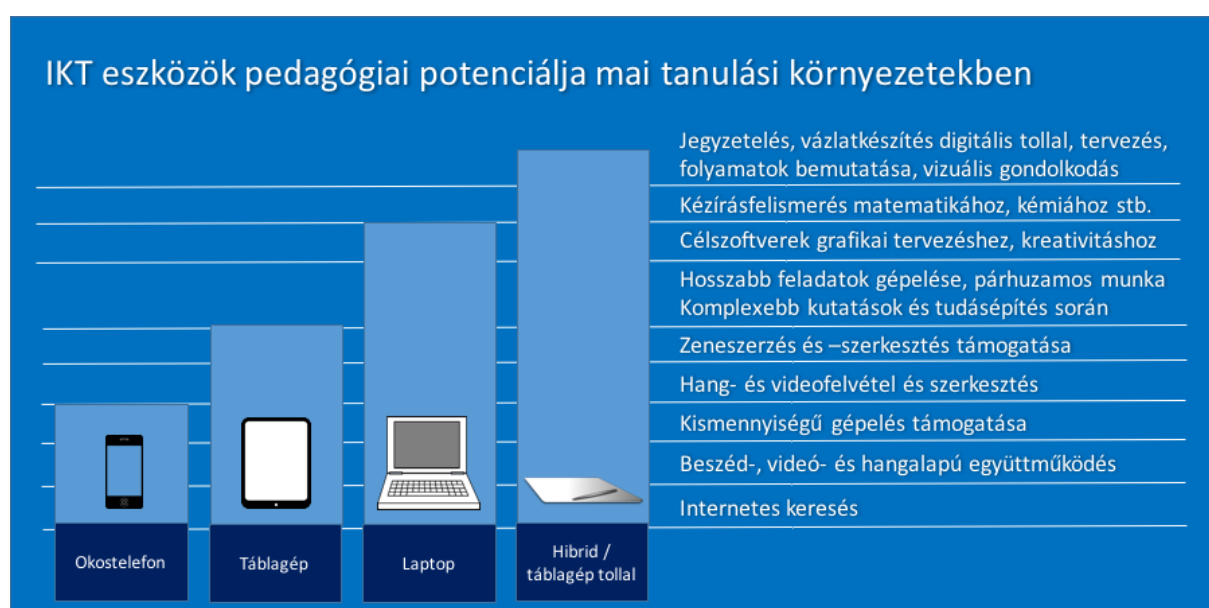 IKT eszközök pedagógiai potenciálja mai tanulási környezetekben
Jegyzetelés, vázlatkészítés digitális tollal, tervezés,
folyamatok bemutatása, vizuális gondolkodás
Kézírásfelismerés matematikához, kémiához stb.
Célszoftverek grafikai tervezéshez, kreativitáshoz
Hosszabb feladatok gépelése, párhuzamos munka
Komplexebb kutatások és tudásépítés során
Zeneszerzés és –szerkesztés támogatása
Hang- és videofelvétel és szerkesztés
Kismennyiségű gépelés támogatása
Beszéd-, videó- és hangalapú együttműködés
Internetes keresés
Okostelefon
Táblagép
Laptop
Hibrid /
táblagép tollal